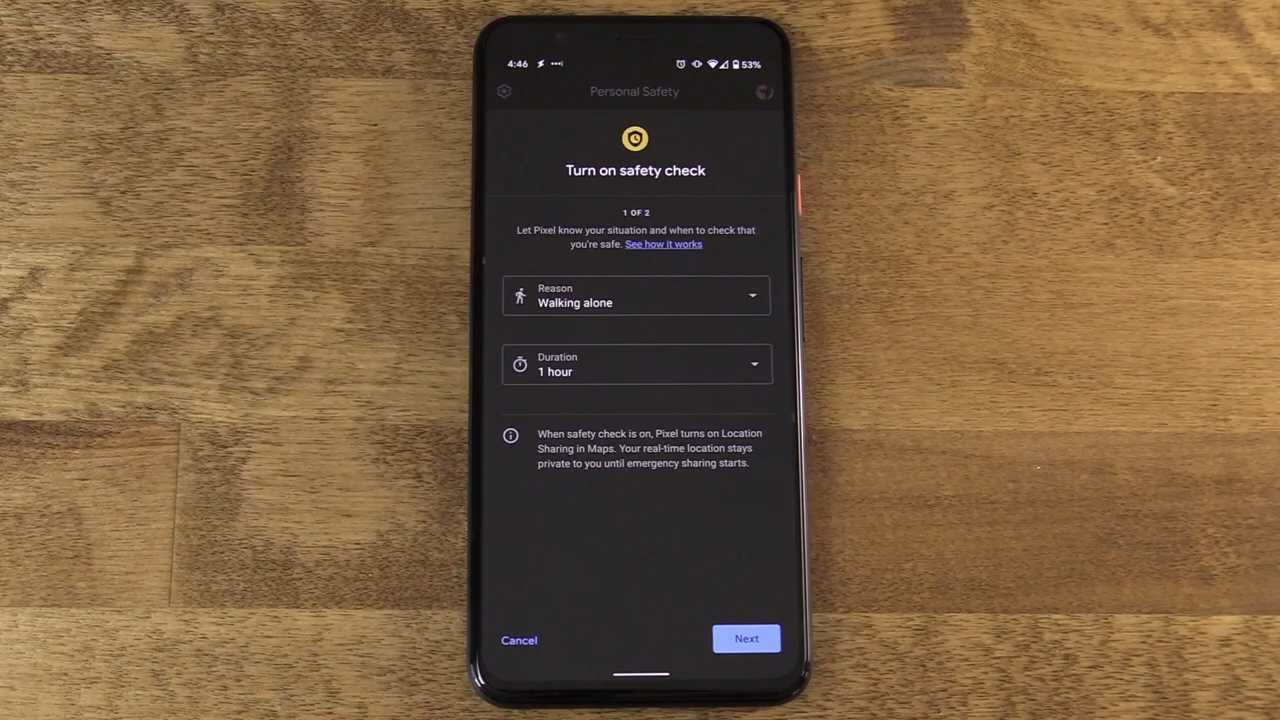 4:46
53%
Personal Safety
Turn on safety check
1 OF 2
Let Pixel know your situation and when to check that
you're safe. See how it works
Reason
Walking alone
Duration
1 hour
When safety check is on, Pixel turns on Location
Sharing in Maps. Your real-time location stays
private to you until emergency sharing starts.
Cancel
Next